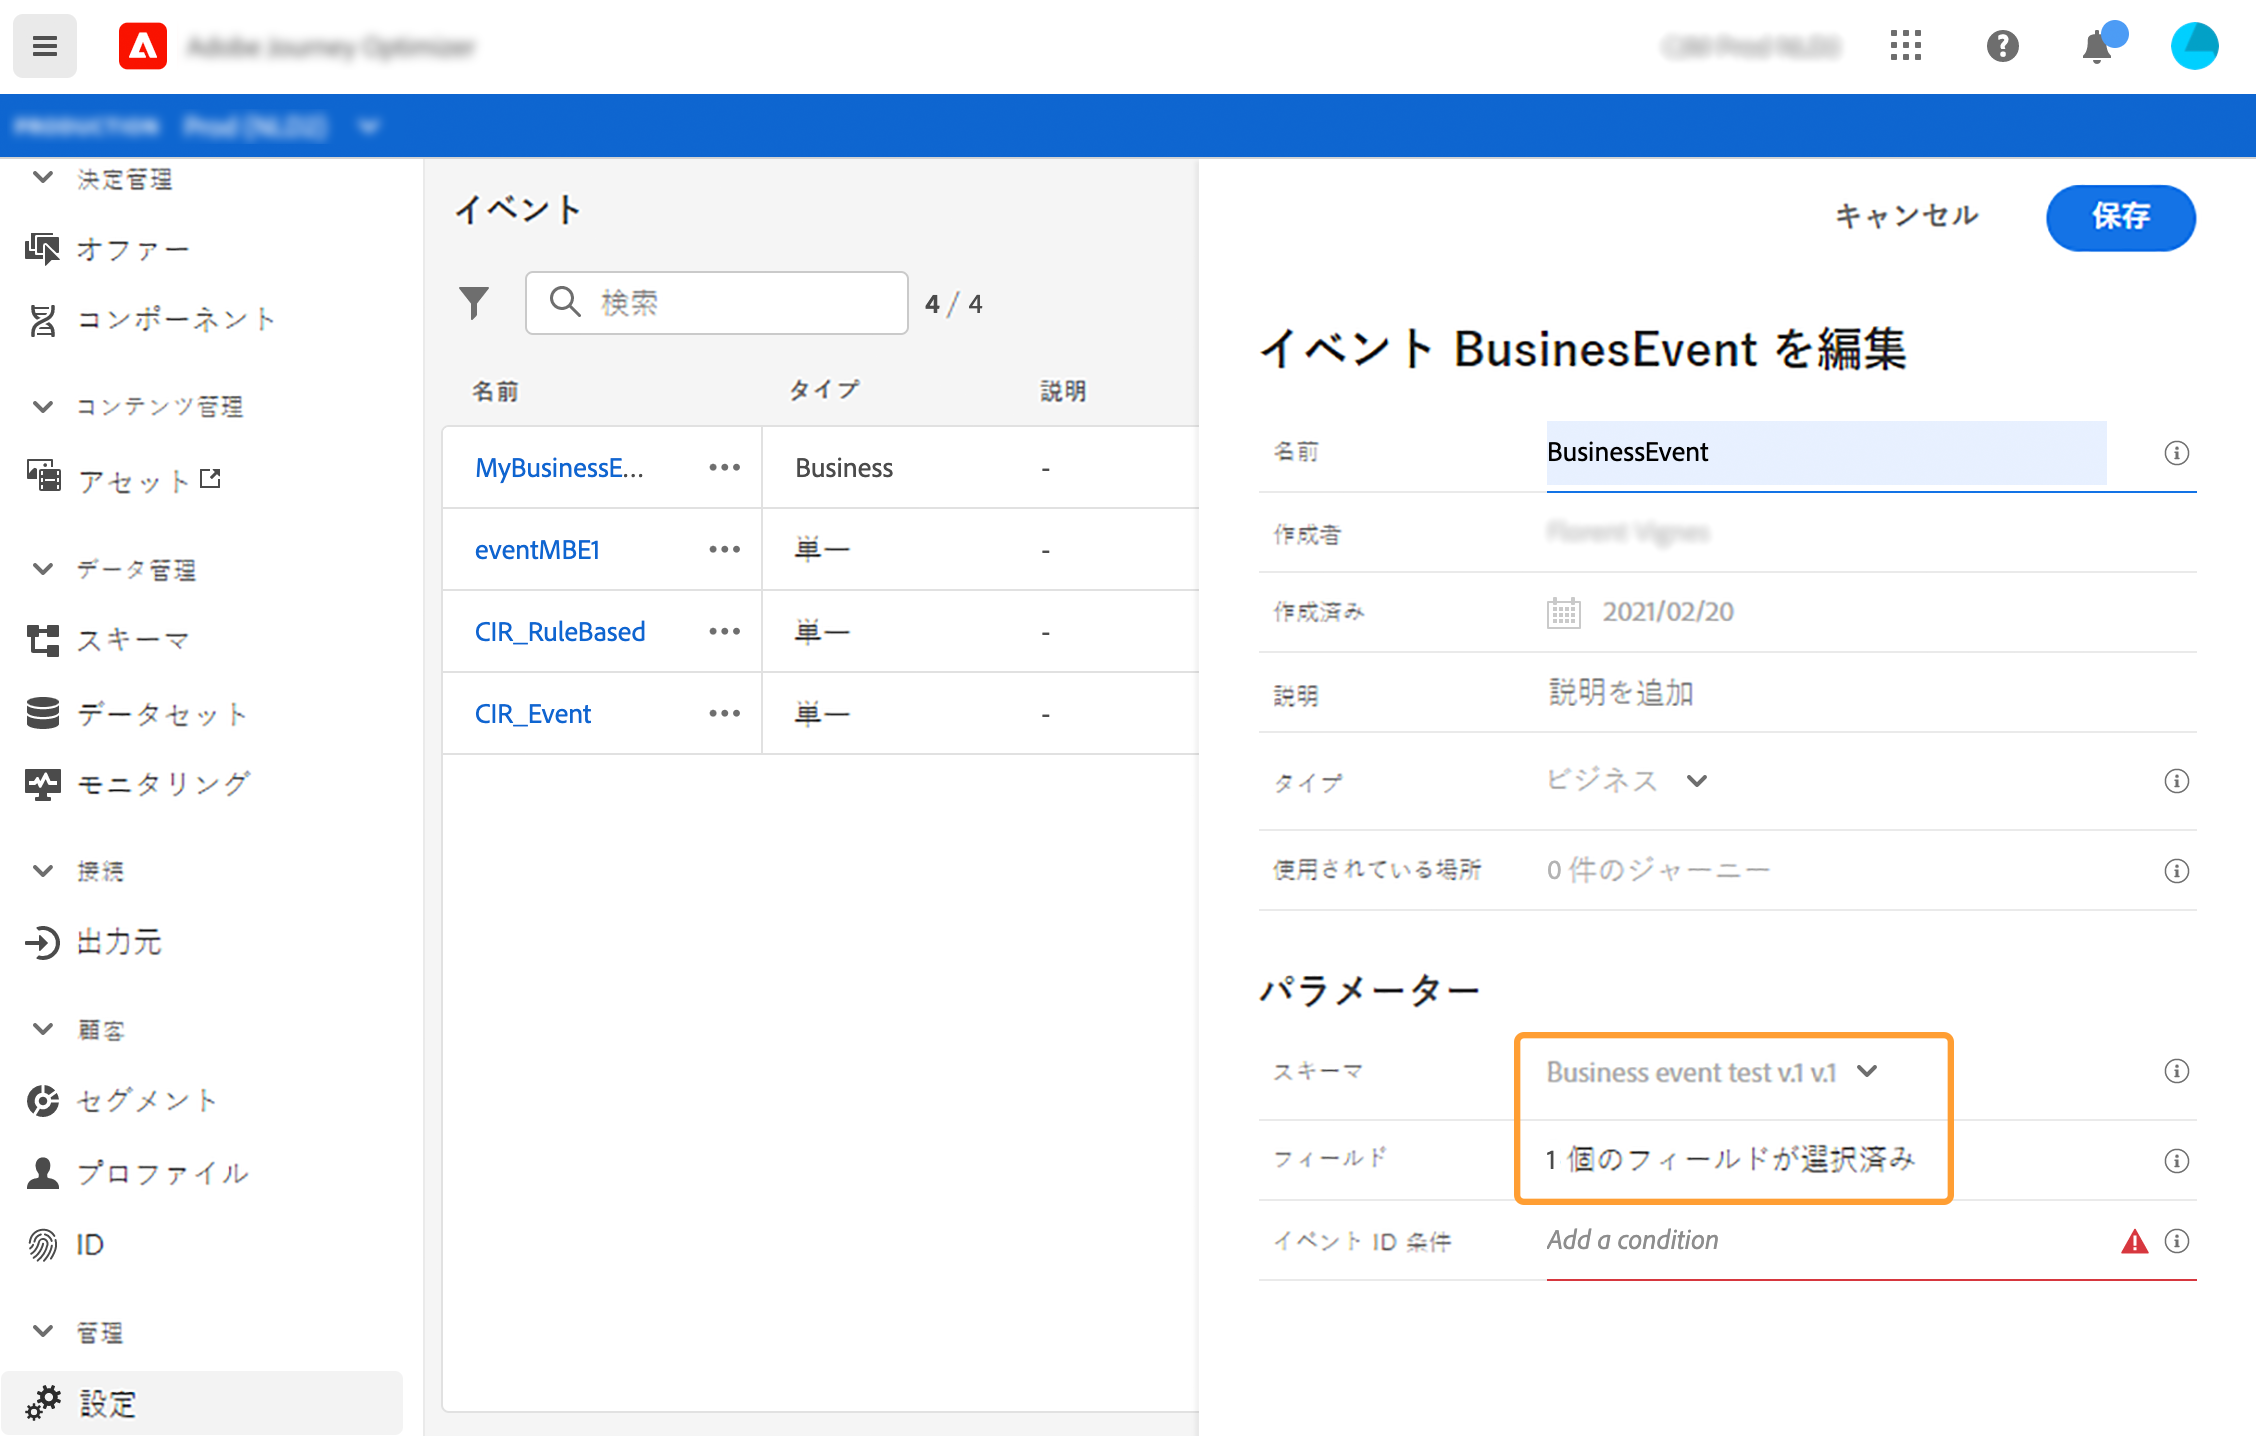 決定管理
オファー
コンポーネント
コンテンツ管理
アセット
データ管理
スキーマ
データセット
モニタリング
接続
出力元
顧客
セグメント
プロファイル
ID
管理
設定
イベント
検索
4 / 4
名前 タイプ 説明
MyBusinessE... Business -
eventMBE1 単一 -
CIR_RuleBased 単一 -
CIR_Event 単一 -
キャンセル 保存
イベント BusinesEvent を編集
名前 BusinessEvent
作成者
作成済み 2021/02/20
説明 説明を追加
タイプ ビジネス
使用されている場所 0 件のジャーニー
パラメーター
スキーマ Business event test v.1 v.1
フィールド 1 個のフィールドが選択済み
イベント ID 条件 Add a condition